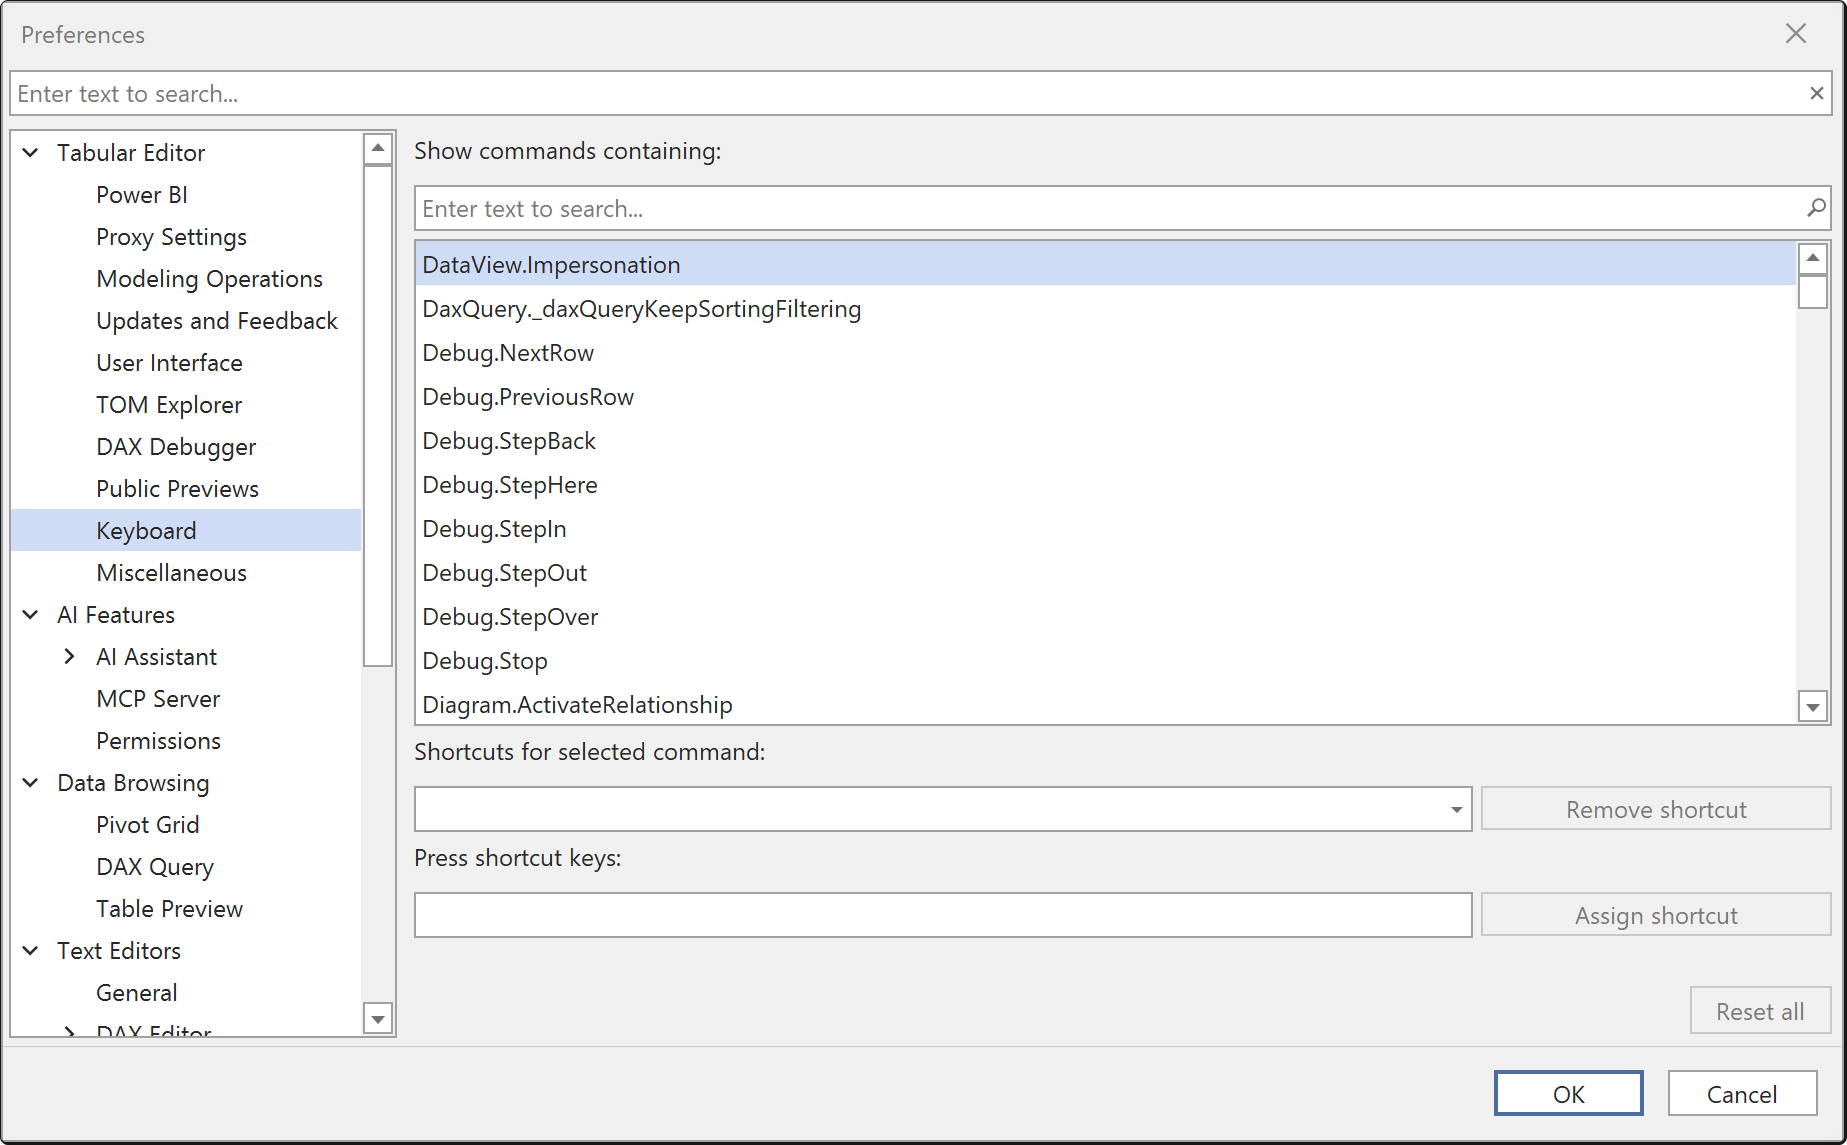 Preferences
Enter text to search...
Tabular Editor
Power BI
Proxy Settings
Modeling Operations
Updates and Feedback
User Interface
TOM Explorer
DAX Debugger
Public Previews
Keyboard
Miscellaneous
AI Features
AI Assistant
MCP Server
Permissions
Data Browsing
Pivot Grid
DAX Query
Table Preview
Text Editors
General
DAX Editor
Show commands containing:
Enter text to search...
DataView.Impersonation
DaxQuery._daxQueryKeepSortingFiltering
Debug.NextRow
Debug.PreviousRow
Debug.StepBack
Debug.StepHere
Debug.StepIn
Debug.StepOut
Debug.StepOver
Debug.Stop
Diagram.ActivateRelationship
Shortcuts for selected command:
Remove shortcut
Press shortcut keys:
Assign shortcut
Reset all
OK
Cancel